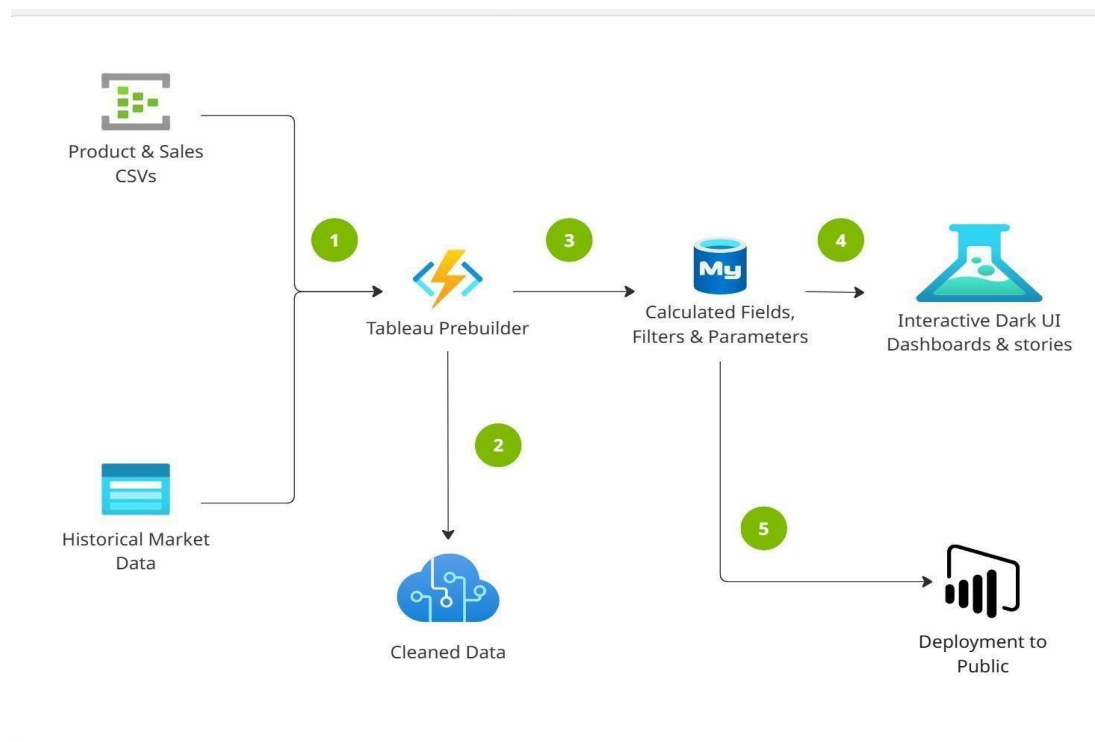 Product & Sales
CSVs
1
3
4
My
Tableau Prebuilder
Calculated Fields,
Filters & Parameters
Interactive Dark UI
Dashboards & stories
2
Historical Market
Data
5
Cleaned Data
Deployment to
Public